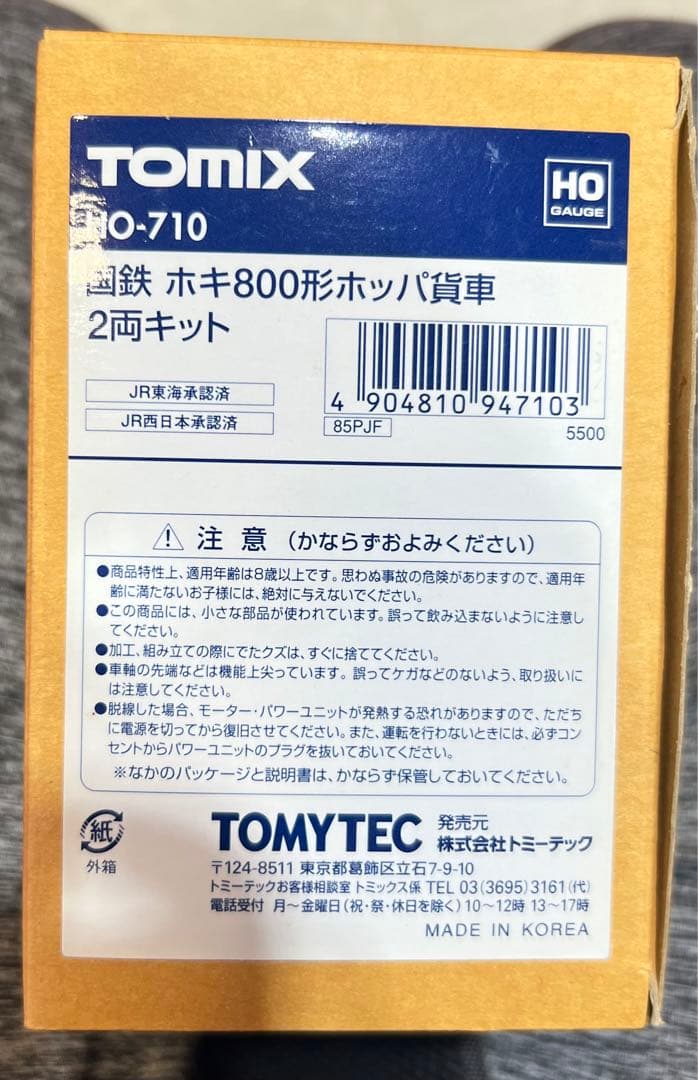 TOMIX
HO
GAUGE
HO-710
国鉄 ホキ800形ホッパ貨車
2両キット
JR東海承認済
JR西日本承認済
4 904810 947103
85PJF
5500
⚠ 注 意 (かならずおよみください)
●商品特性上、適用年齢は8歳以上です。思わぬ事故の危険がありますので、適用年
齢に満たないお子様には、絶対に与えないでください。
●この商品には、小さな部品が使われています。誤って飲み込まないように注意し
てください。
●加工、組み立ての際にでたクズは、すぐに捨ててください。
●車軸の先端などは機能上尖っています。誤ってケガなどのないよう、取り扱いに
は注意してください。
●脱線した場合、モーター・パワーユニットが発熱する恐れがありますので、ただち
に電源を切ってから復旧させてください。また、運転を行わないときには、必ずコン
セントからパワーユニットのプラグを抜いておいてください。
※なかのパッケージと説明書は、かならず保管しておいてください。
紙
外箱
TOMYTEC 発売元
株式会社トミーテック
〒124-8511 東京都葛飾区立石7-9-10
トミーテックお客様相談室 トミックス係 TEL 03(3695)3161(代)
電話受付 月〜金曜日(祝・祭・休日を除く)10〜12時 13〜17時
MADE IN KOREA